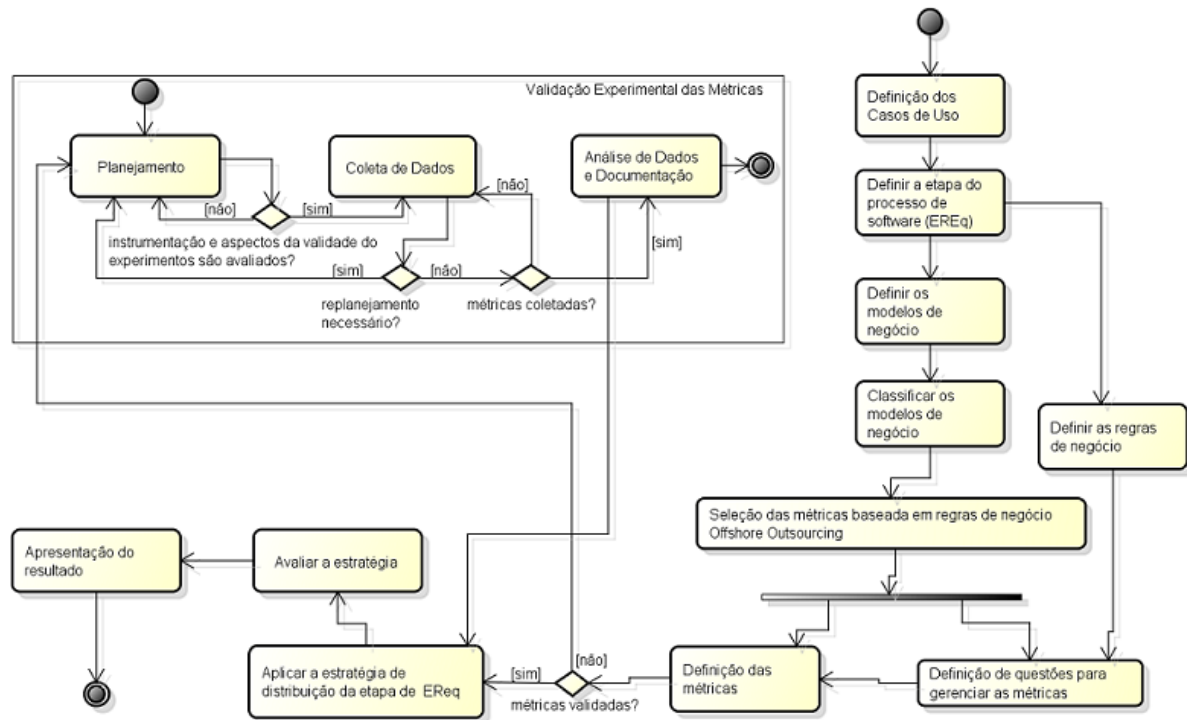 Validação Experimental das Métricas
Planejamento
Coleta de Dados
Análise de Dados
e Documentação
[não]
[sim]
[não]
[sim]
instrumentação e aspectos da validade do
experimentos são avaliados?
[sim]
[não]
replanejamento
necessário?
métricas coletadas?
Definição dos
Casos de Uso
Definir a etapa do
processo de
software (EREq)
Definir os
modelos de
negócio
Classificar os
modelos de
negócio
Definir as regras
de negócio
Seleção das métricas baseada em regras de negócio
Offshore Outsourcing
Definição de questões para
gerenciar as métricas
Definição das
métricas
[não]
[sim]
métricas validadas?
Aplicar a estratégia de
distribuição da etapa de EReq
Avaliar a estratégia
Apresentação do
resultado